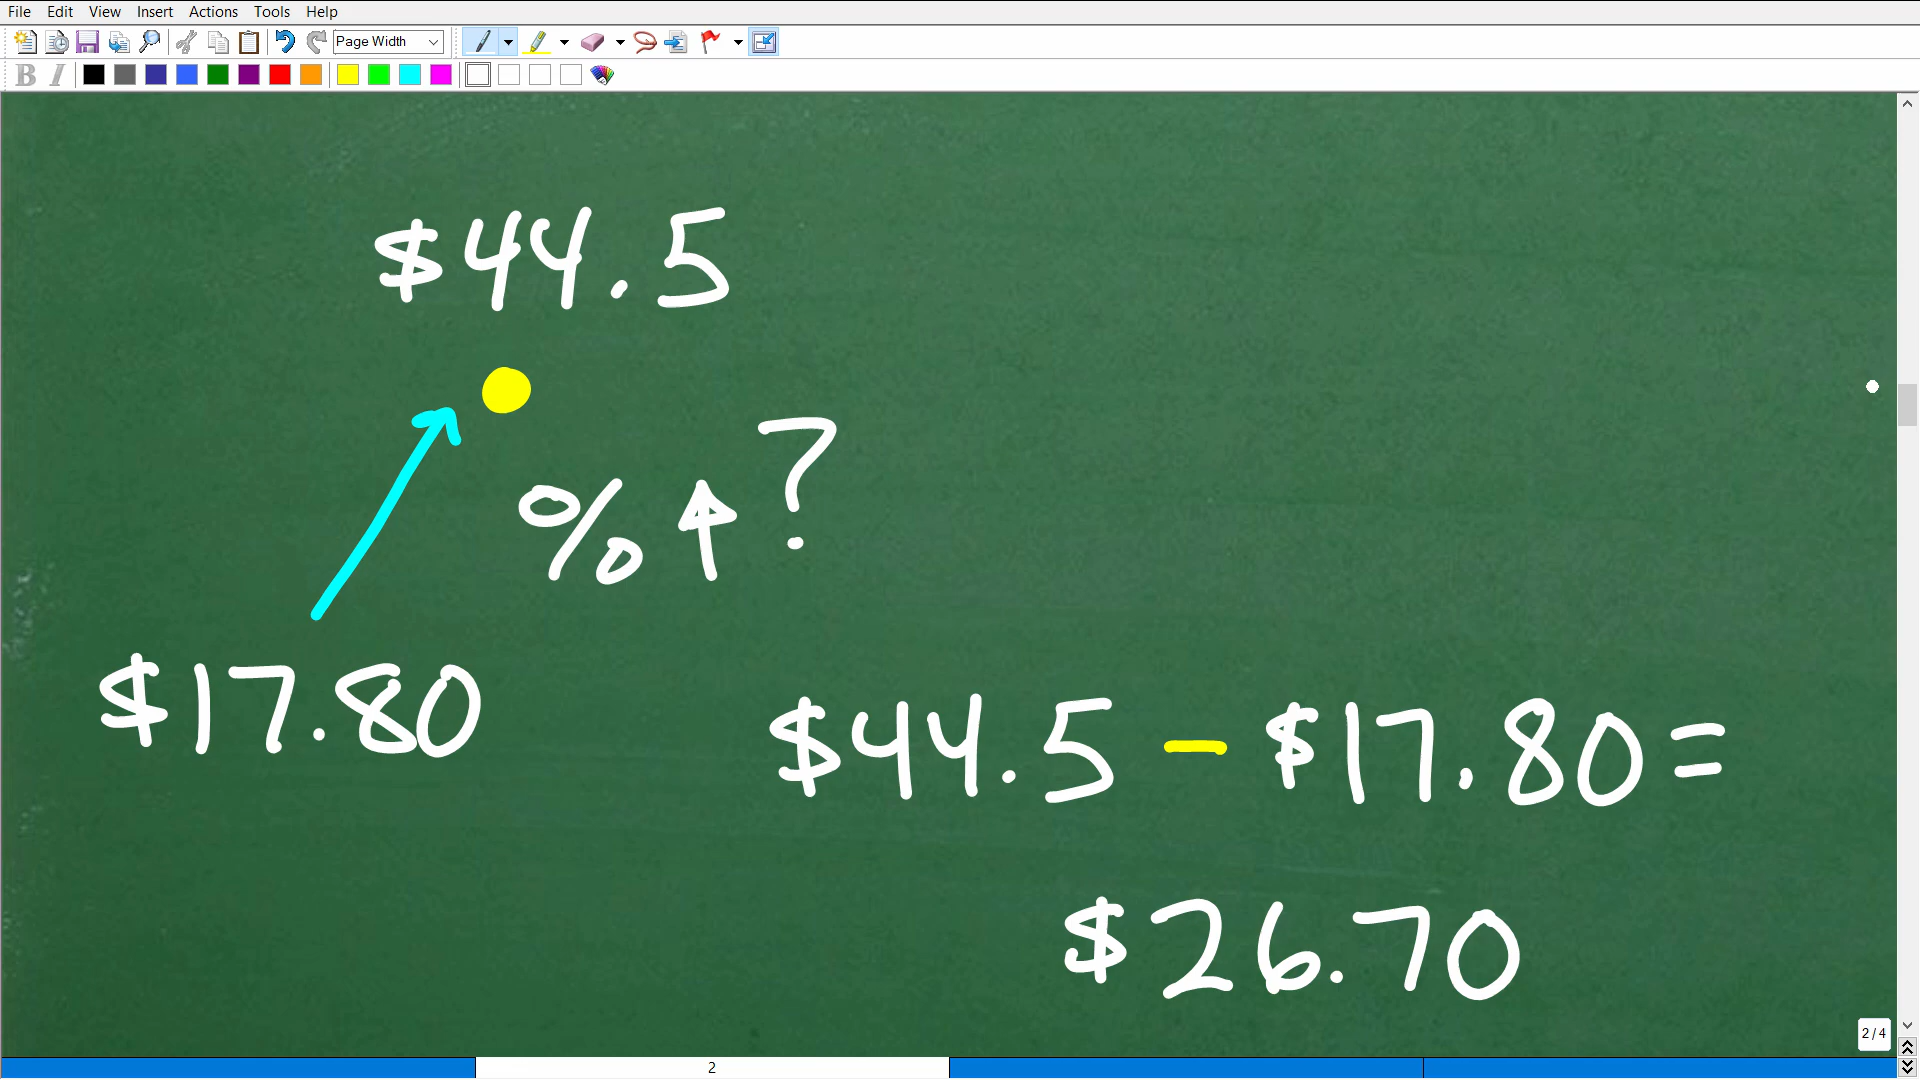 File Edit View Insert Actions Tools Help
Page Width
B I
$44.5
% ↑ ?
$17.80
$44.5 - $17.80 =
$26.70
2 / 4
2